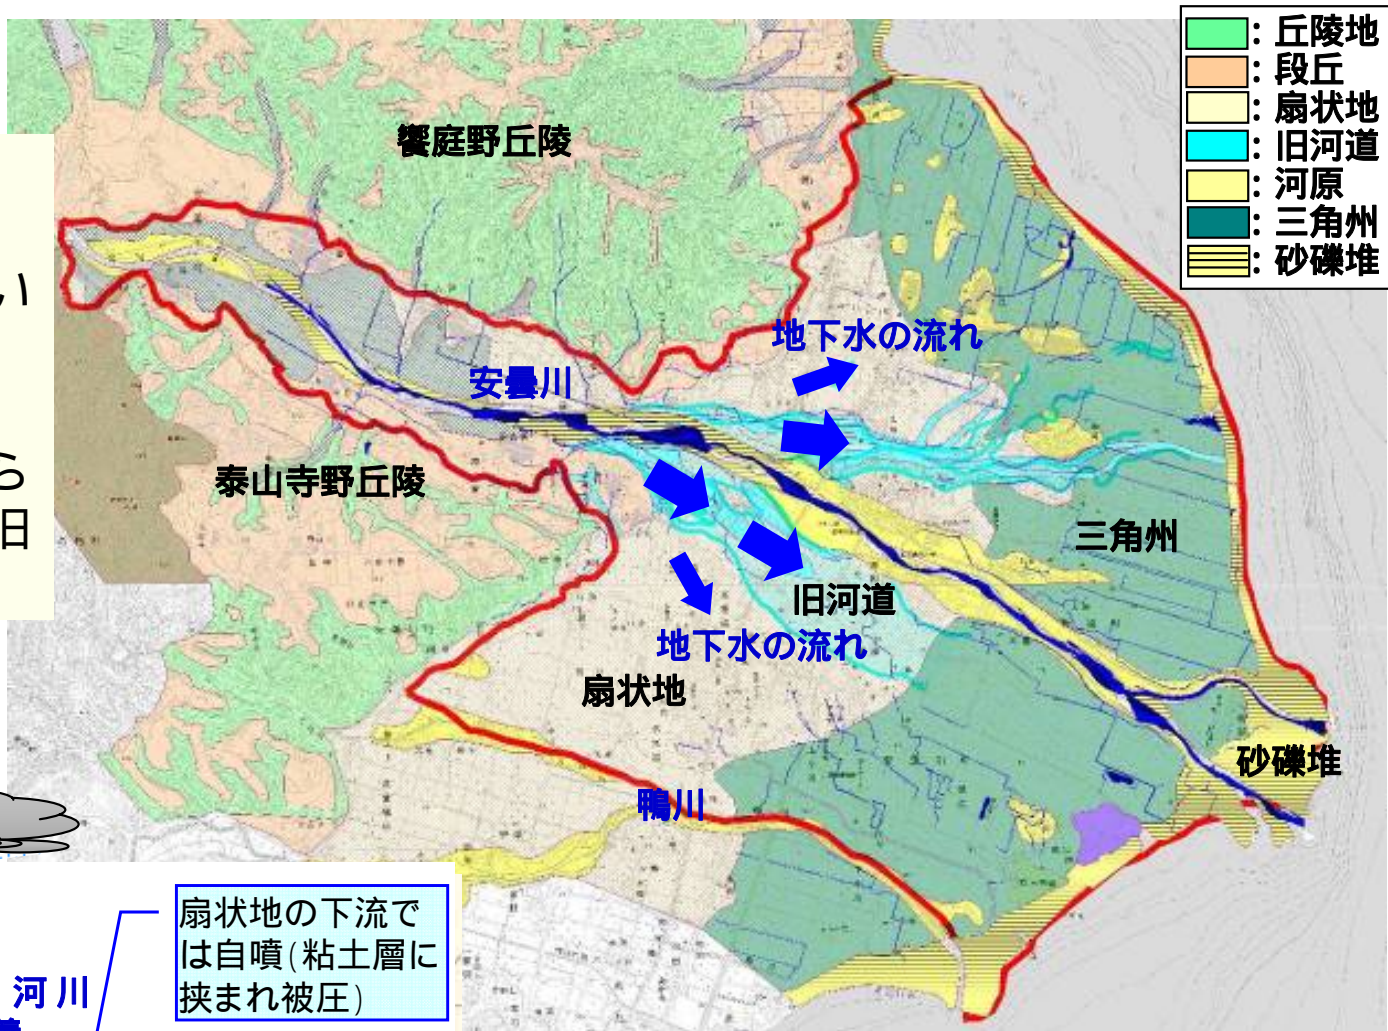 : 丘陵地
: 段丘
: 扇状地
: 旧河道
: 河原
: 三角州
: 砂礫堆
饗庭野丘陵
い
ら
旧
地下水の流れ
安曇川
泰山寺野丘陵
三角州
旧河道
地下水の流れ
扇状地
砂礫堆
鴨川
扇状地の下流で
は自噴(粘土層に
挟まれ被圧)
河川